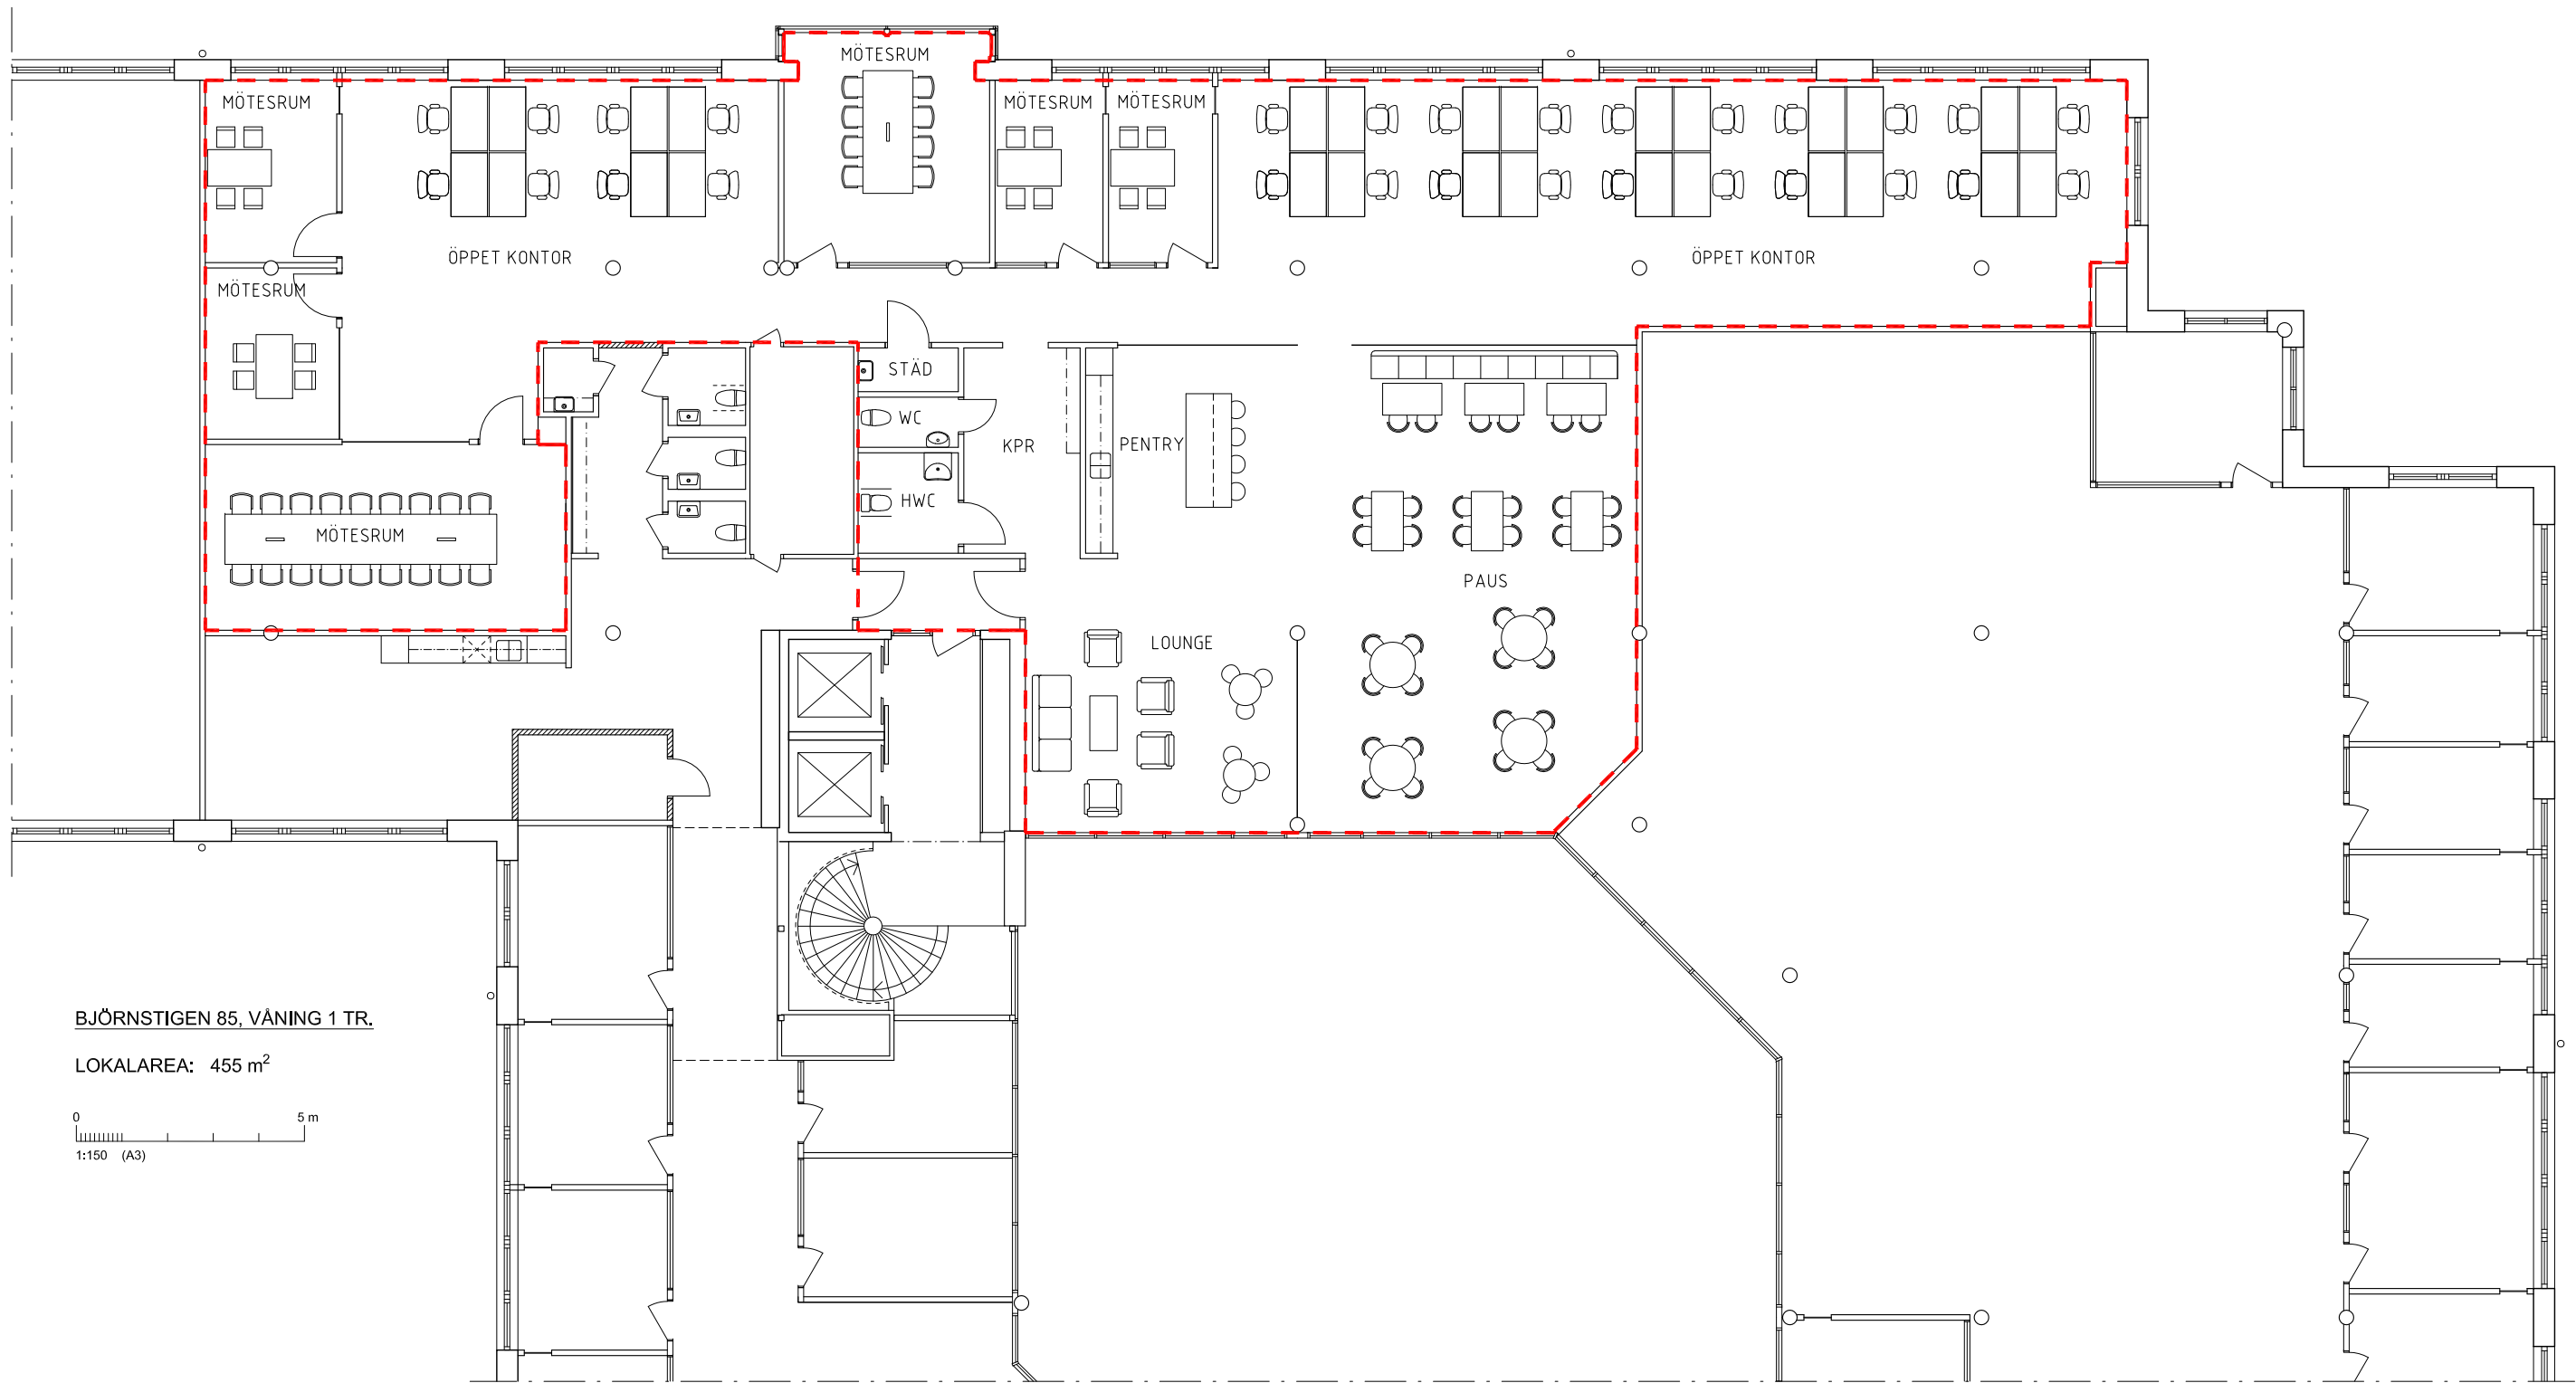 MÖTESRUM
MÖTESRUM
MÖTESRUM
MÖTESRUM
ÖPPET KONTOR
ÖPPET KONTOR
MÖTESRUM
STÄD
WC
KPR
PENTRY
HWC
MÖTESRUM
PAUS
LOUNGE
BJÖRNSTIGEN 85, VÅNING 1 TR.
LOKALAREA: 455 m²
0 5 m
1:150 (A3)